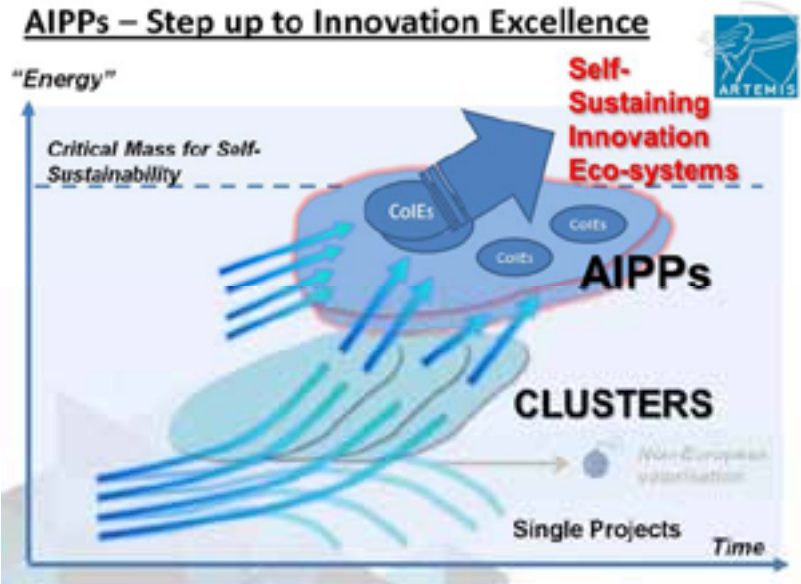 AIPPs – Step up to Innovation Excellence
ARTEMIS
“Energy”
Self-
Sustaining
Innovation
Eco-systems
Critical Mass for Self-
Sustainability
CoIEs
CoIEs
CoIEs
AIPPs
CLUSTERS
Non-European
valorisation
Single Projects
Time